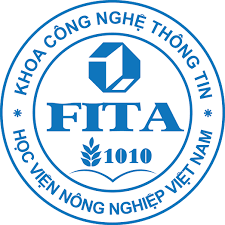 KHOA CÔNG NGHỆ THÔNG TIN
FITA
1010
HỌC VIỆN NÔNG NGHIỆP VIỆT NAM